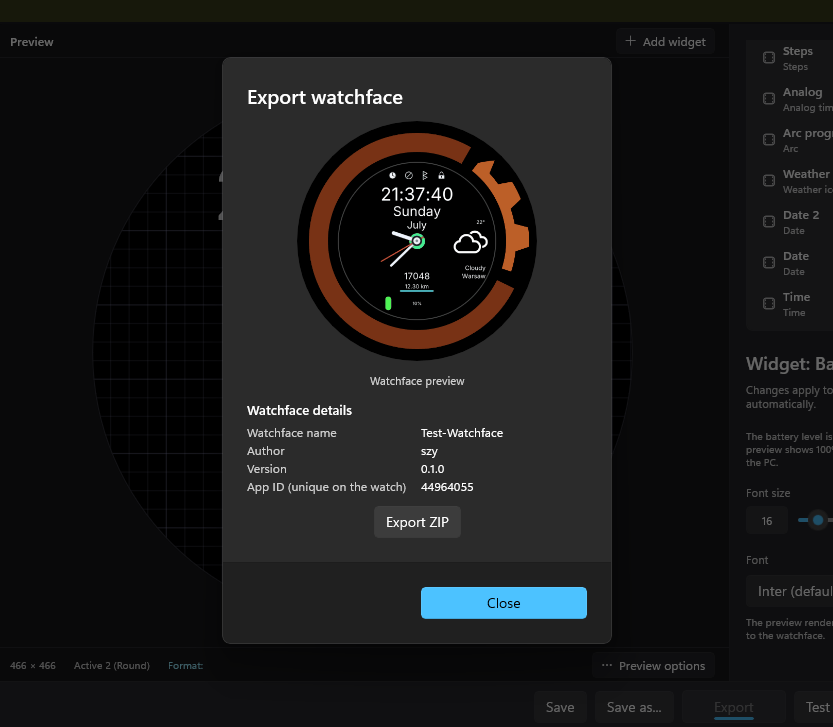 Preview
+ Add widget
Export watchface
21:37:40
Sunday
July
22°
Cloudy
Warsaw
17048
12.30 km
10%
Watchface preview
Watchface details
Watchface name Test-Watchface
Author szy
Version 0.1.0
App ID (unique on the watch) 44964055
Export ZIP
Close
Steps
Steps
Analog
Analog tim
Arc prog
Arc
Weather
Weather ic
Date 2
Date
Date
Date
Time
Time
Widget: Ba
Changes apply to
automatically.
The battery level is
preview shows 100%
the PC.
Font size
16
Font
Inter (defaul
The preview render
to the watchface.
466 × 466 Active 2 (Round) Format:
··· Preview options
Save Save as... Export Test